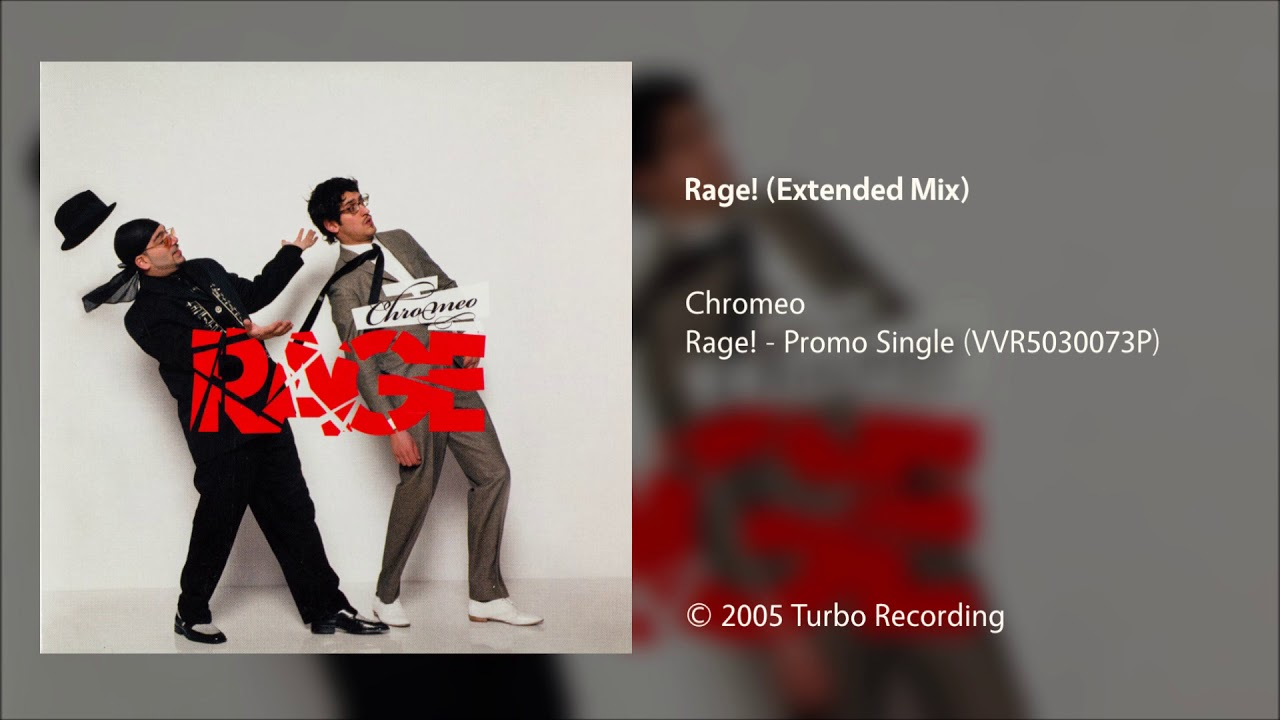 Chromeo
RAGE
Rage! (Extended Mix)
Chromeo
Rage! - Promo Single (VVR5030073P)
© 2005 Turbo Recording